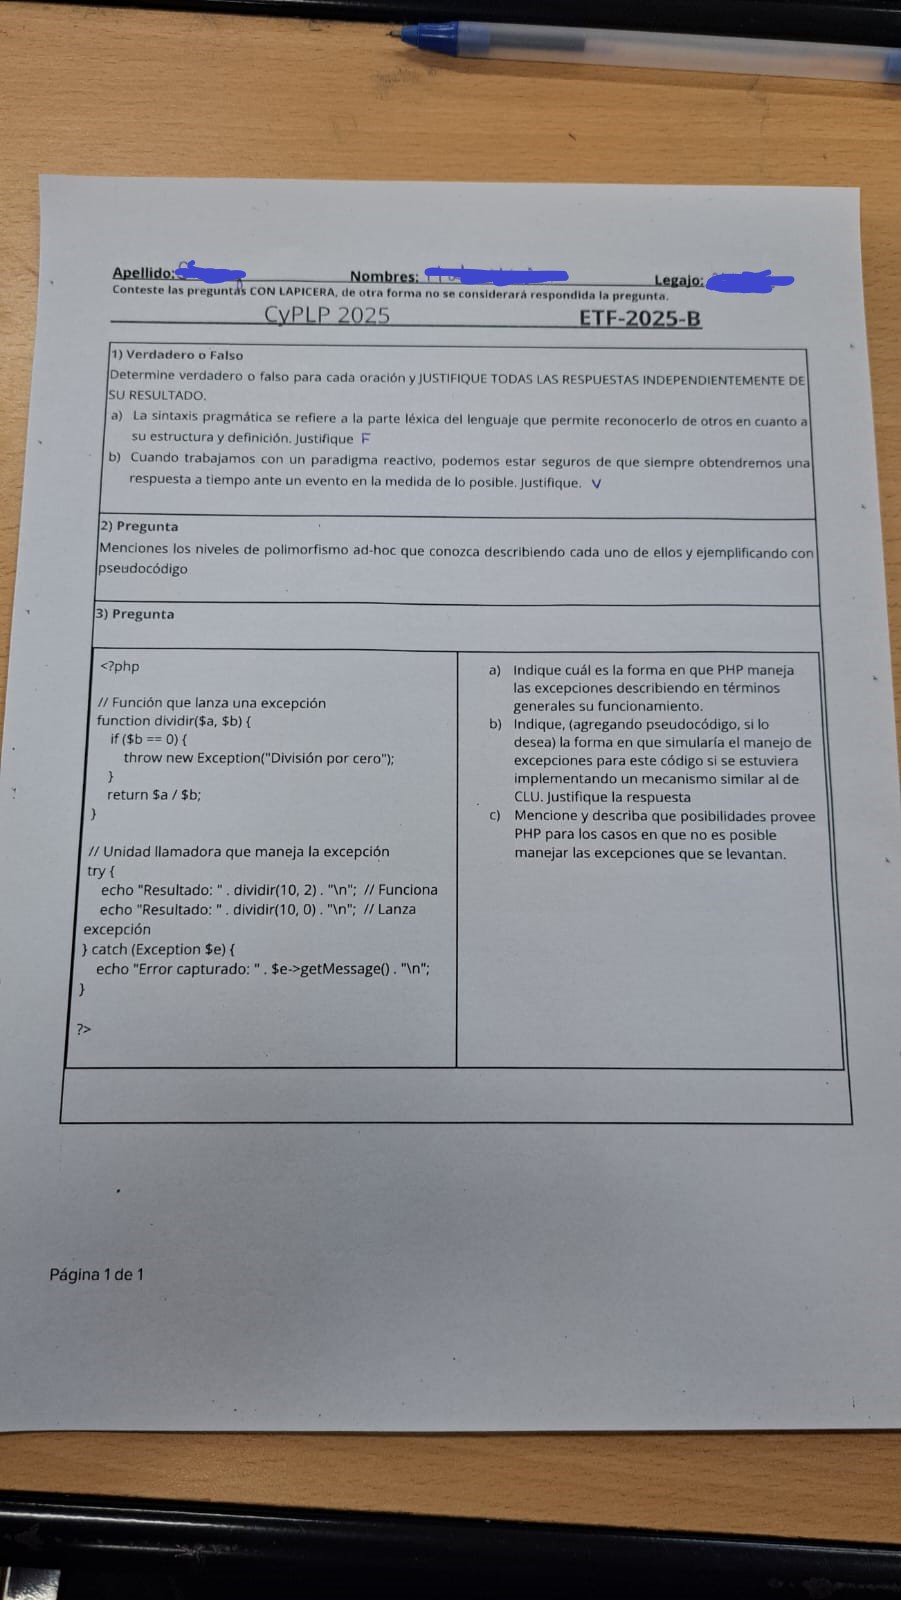 Apellido: Nombres: Legajo:
Conteste las preguntas CON LAPICERA, de otra forma no se considerará respondida la pregunta.
CyPLP 2025 ETF-2025-B
1) Verdadero o Falso
Determine verdadero o falso para cada oración y JUSTIFIQUE TODAS LAS RESPUESTAS INDEPENDIENTEMENTE DE
SU RESULTADO.
a) La sintaxis pragmática se refiere a la parte léxica del lenguaje que permite reconocerlo de otros en cuanto a
su estructura y definición. Justifique F
b) Cuando trabajamos con un paradigma reactivo, podemos estar seguros de que siempre obtendremos una
respuesta a tiempo ante un evento en la medida de lo posible. Justifique. V
2) Pregunta
Menciones los niveles de polimorfismo ad-hoc que conozca describiendo cada uno de ellos y ejemplificando con
pseudocódigo
3) Pregunta
<?php
// Función que lanza una excepción
function dividir($a, $b) {
if ($b == 0) {
throw new Exception("División por cero");
}
return $a / $b;
}
// Unidad llamadora que maneja la excepción
try {
echo "Resultado: " . dividir(10, 2) . "\n"; // Funciona
echo "Resultado: " . dividir(10, 0) . "\n"; // Lanza
excepción
} catch (Exception $e) {
echo "Error capturado: " . $e->getMessage() . "\n";
}
?>
a) Indique cuál es la forma en que PHP maneja
las excepciones describiendo en términos
generales su funcionamiento.
b) Indique, (agregando pseudocódigo, si lo
desea) la forma en que simularía el manejo de
excepciones para este código si se estuviera
implementando un mecanismo similar al de
CLU. Justifique la respuesta
c) Mencione y describa que posibilidades provee
PHP para los casos en que no es posible
manejar las excepciones que se levantan.
Página 1 de 1